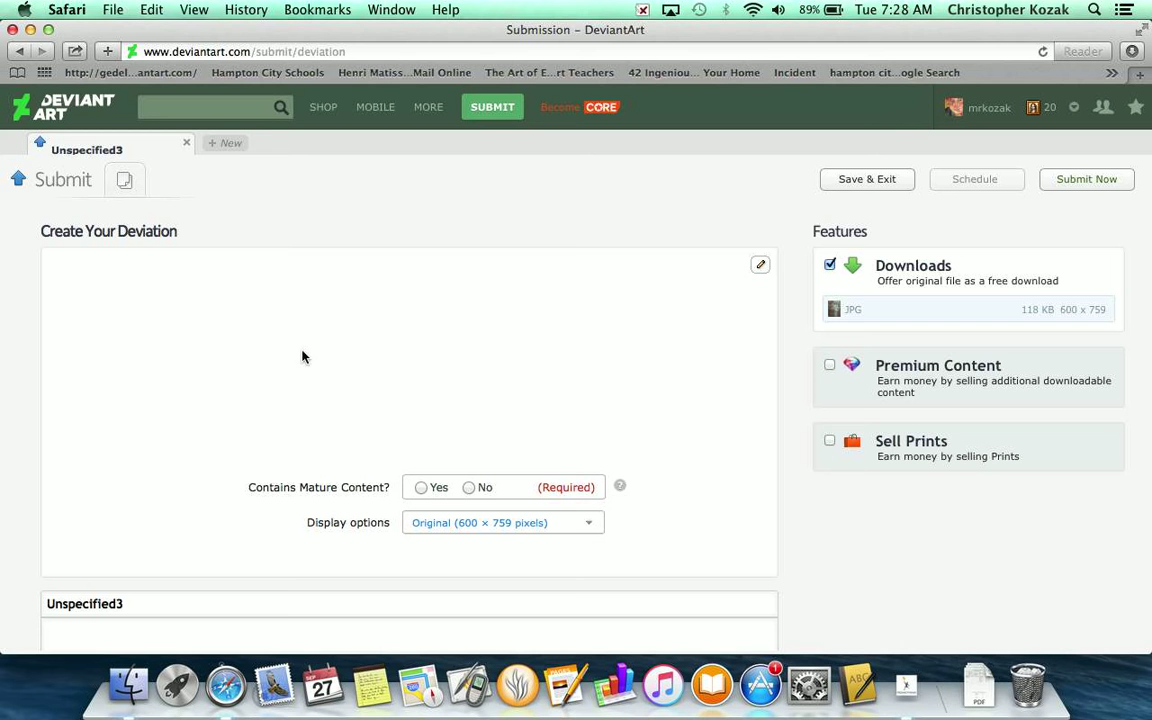 Safari File Edit View History Bookmarks Window Help 89% Tue 7:28 AM Christopher Kozak
Submission – DeviantArt
www.deviantart.com/submit/deviation Reader
http://gedel...antart.com/ Hampton City Schools Henri Matiss...Mail Online The Art of E...rt Teachers 42 Ingeniou... Your Home Incident hampton cit...ogle Search
DEVIANT
ART
SHOP MOBILE MORE SUBMIT Become CORE mrkozak 20
Unspecified3 + New
Submit Save & Exit Schedule Submit Now
Create Your Deviation
Features
Downloads
Offer original file as a free download
JPG 118 KB 600 x 759
Premium Content
Earn money by selling additional downloadable
content
Sell Prints
Earn money by selling Prints
Contains Mature Content? Yes No (Required) ?
Display options Original (600 × 759 pixels)
Unspecified3
SEP
27
1
ABC
PDF